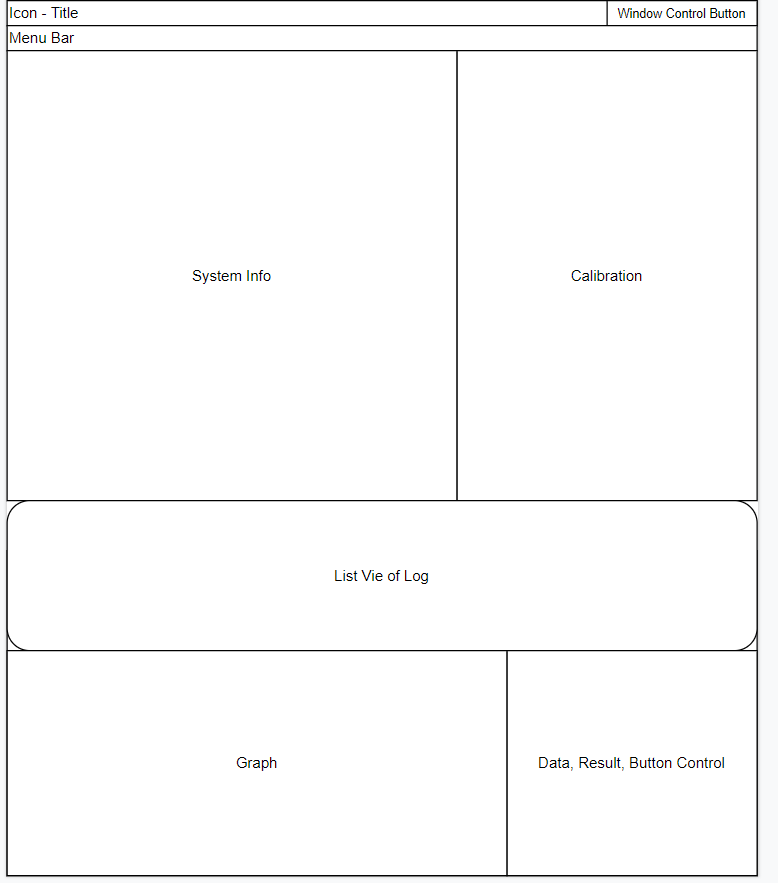 Icon - Title
Window Control Button
Menu Bar
System Info
Calibration
List Vie of Log
Graph
Data, Result, Button Control